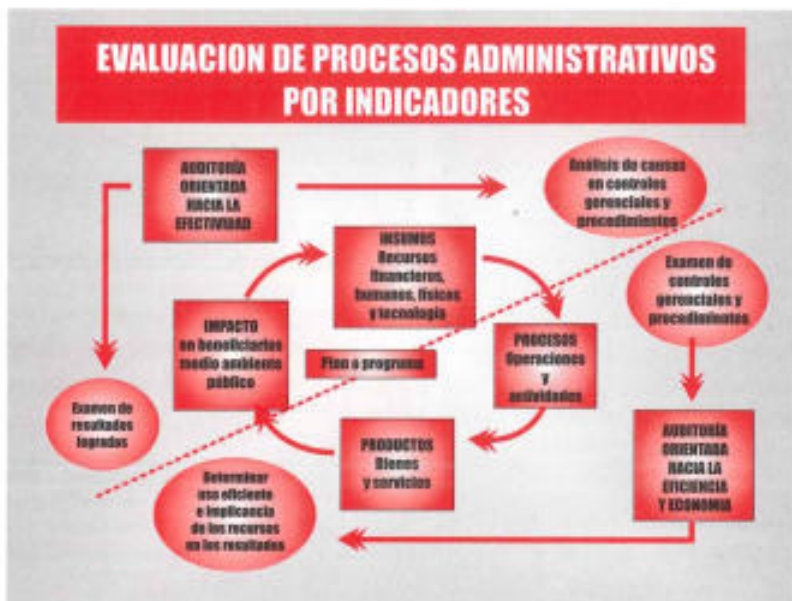 EVALUACION DE PROCESOS ADMINISTRATIVOS
POR INDICADORES
AUDITORÍA
ORIENTADA
HACIA LA
EFECTIVIDAD
Análisis de causas
en controles
gerenciales y
procedimientos
INSUMOS
Recursos
financieros,
humanos, físicos
y tecnología
Examen de
controles
gerenciales y
procedimientos
IMPACTO
en beneficiarios
medio ambiente
público
Plan o programa
PROCESOS
Operaciones
y
actividades
Examen de
resultados
logrados
PRODUCTOS
Bienes
y servicios
AUDITORÍA
ORIENTADA
HACIA LA
EFICIENCIA
Y ECONOMIA
Determinar
uso eficiente
e implicancia
de los recursos
en los resultados